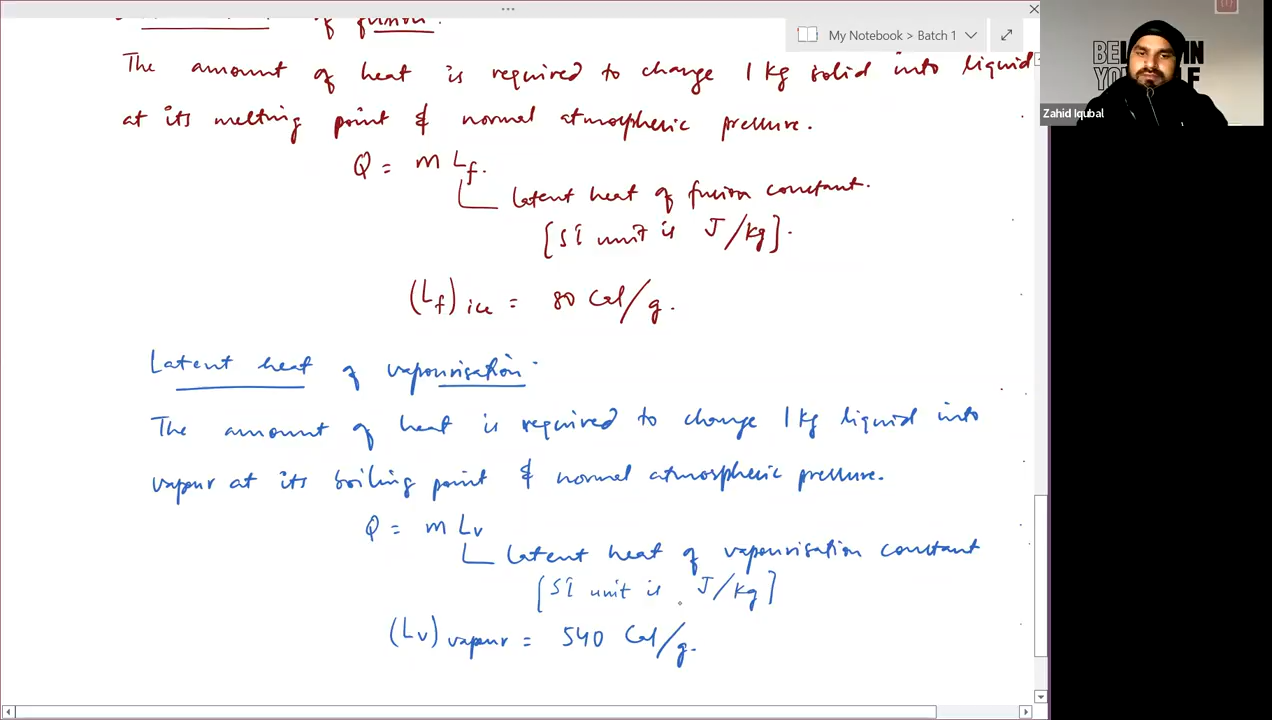 of fusion.
My Notebook > Batch 1
The amount of heat is required to change 1 kg solid into liquid
at its melting point & normal atmospheric pressure.
Q = m Lf.
Latent heat of fusion constant.
[SI unit is J/kg].
(Lf) ice = 80 Cal/g.
Latent heat of vapourisation.
The amount of heat is required to change 1 kg liquid into
vapour at its boiling point & normal atmospheric pressure.
Q = m Lv
Latent heat of vapourisation constant
[SI unit is J/kg]
(Lv) vapour = 540 Cal/g.
Zahid Iqubal